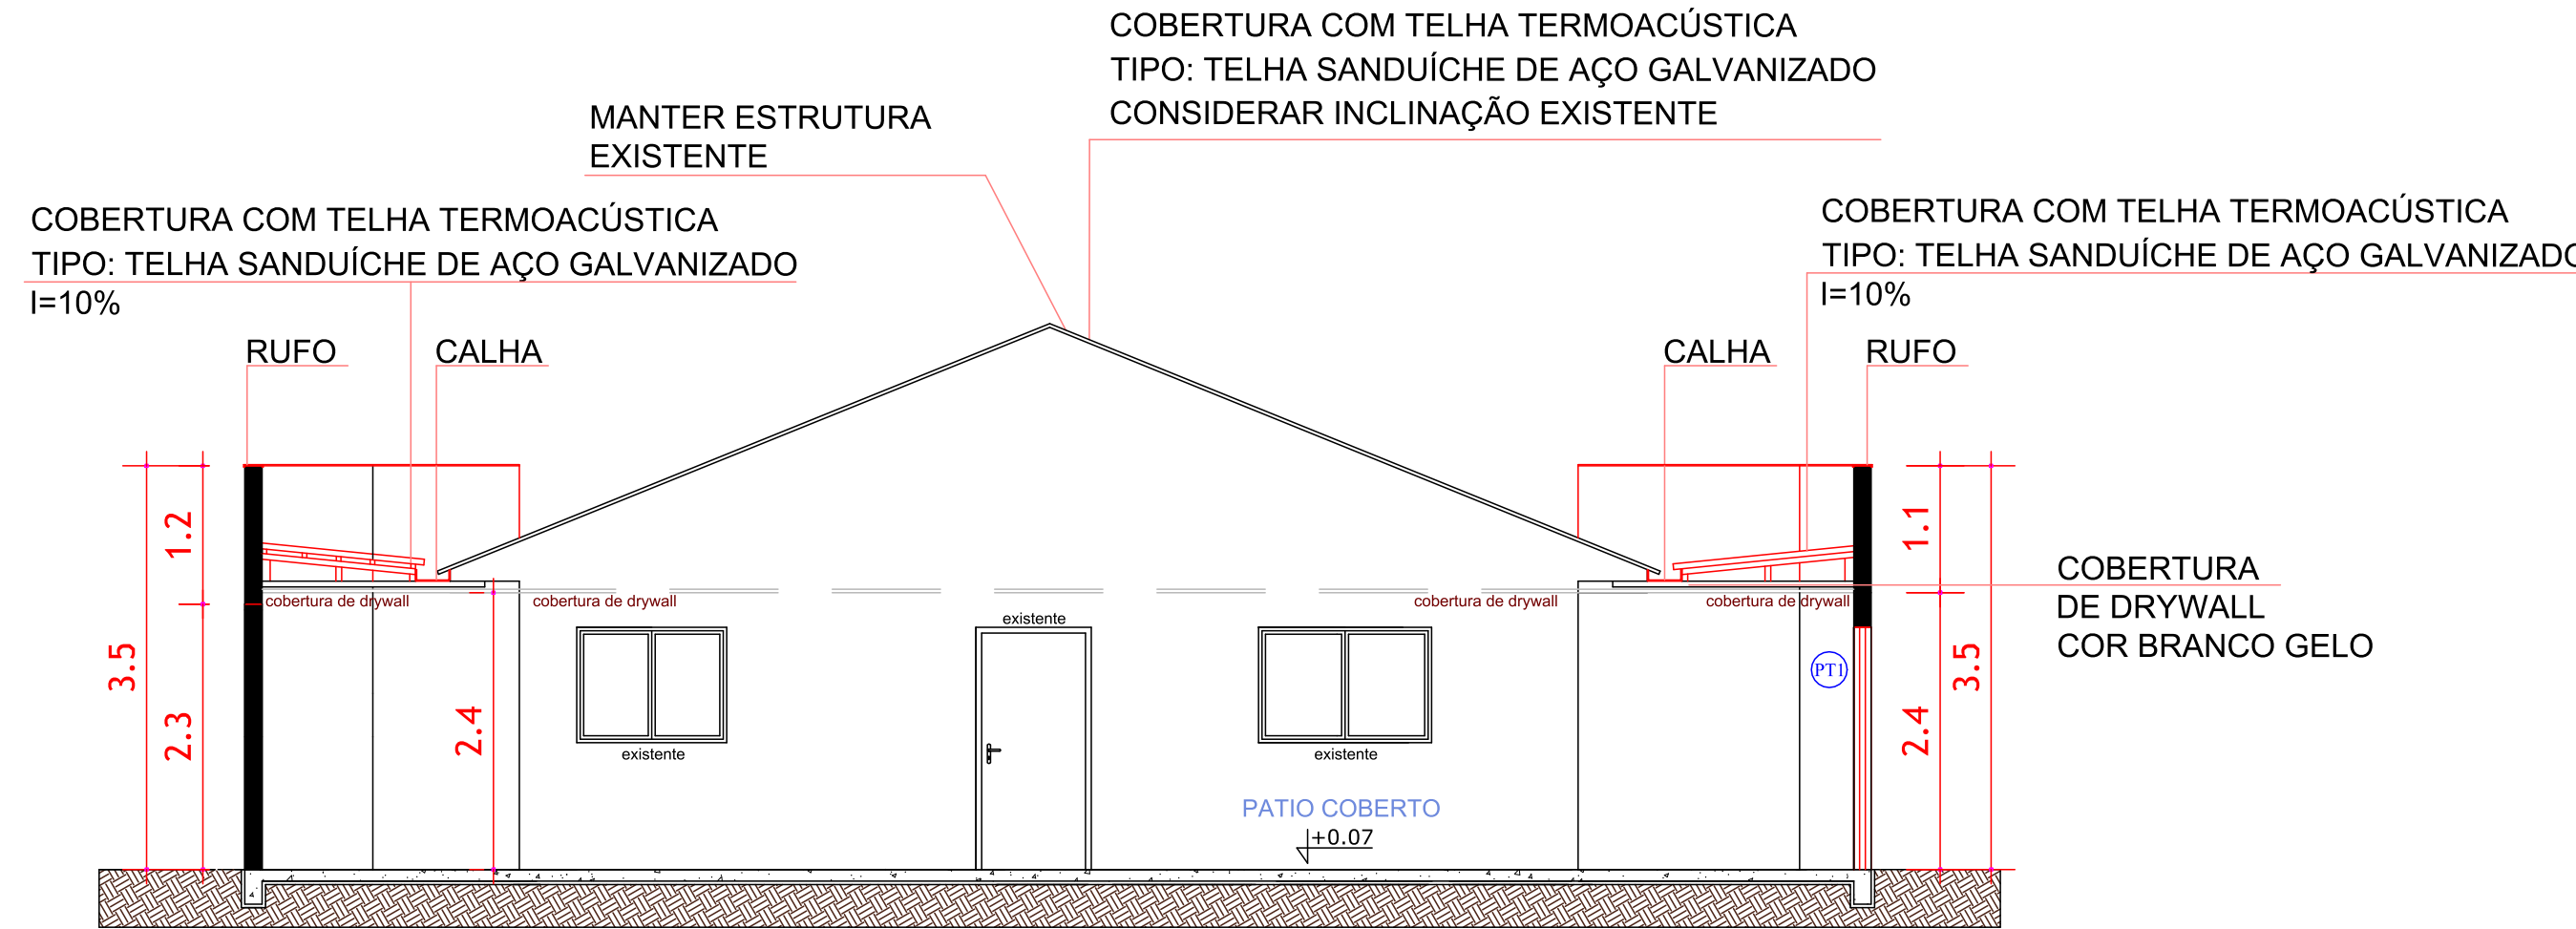 COBERTURA COM TELHA TERMOACÚSTICA
TIPO: TELHA SANDUÍCHE DE AÇO GALVANIZADO
CONSIDERAR INCLINAÇÃO EXISTENTE
MANTER ESTRUTURA
EXISTENTE
COBERTURA COM TELHA TERMOACÚSTICA
TIPO: TELHA SANDUÍCHE DE AÇO GALVANIZADO
I=10%
COBERTURA COM TELHA TERMOACÚSTICA
TIPO: TELHA SANDUÍCHE DE AÇO GALVANIZADO
I=10%
RUFO
CALHA
CALHA
RUFO
1.2
3.5
2.3
2.4
cobertura de drywall
cobertura de drywall
cobertura de drywall
cobertura de drywall
existente
existente
existente
PT1
PATIO COBERTO
+0.07
1.1
3.5
2.4
COBERTURA
DE DRYWALL
COR BRANCO GELO